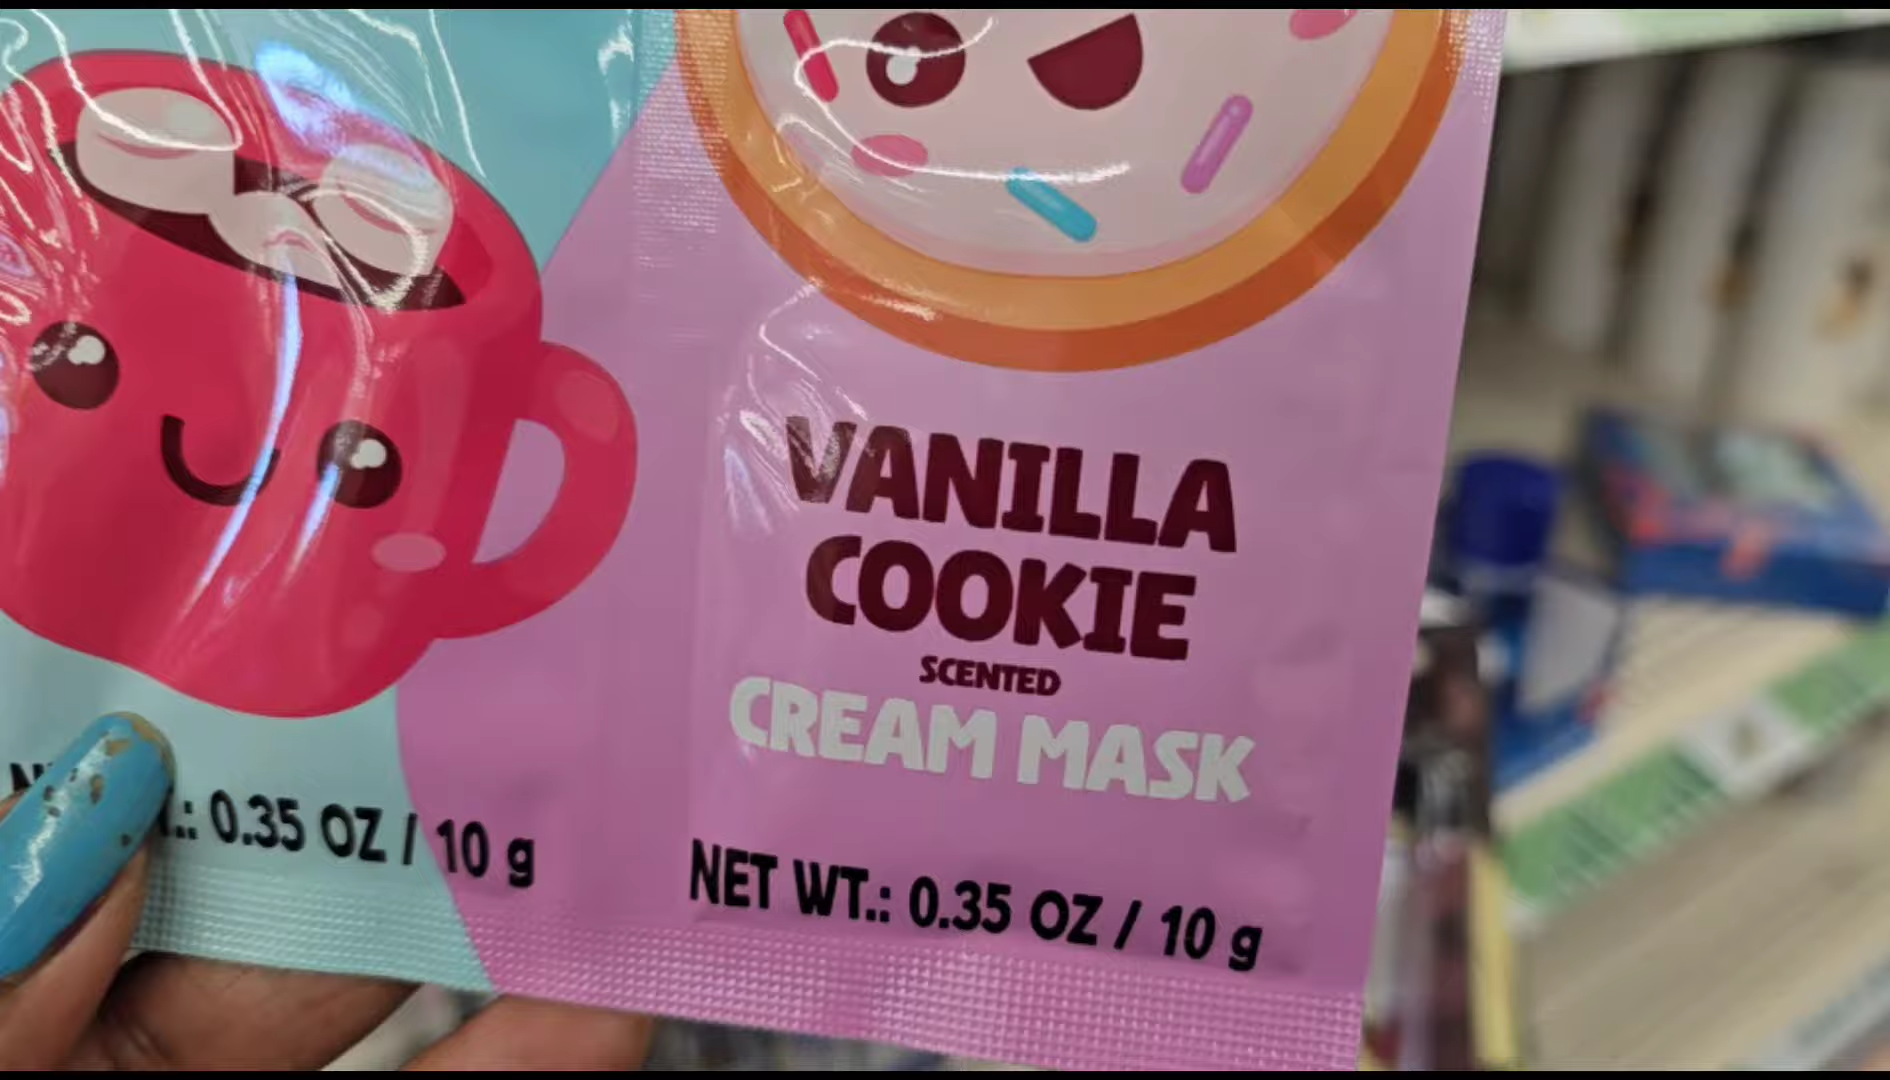 0.35 OZ / 10 g
VANILLA
COOKIE
SCENTED
CREAM MASK
NET WT.: 0.35 OZ / 10 g